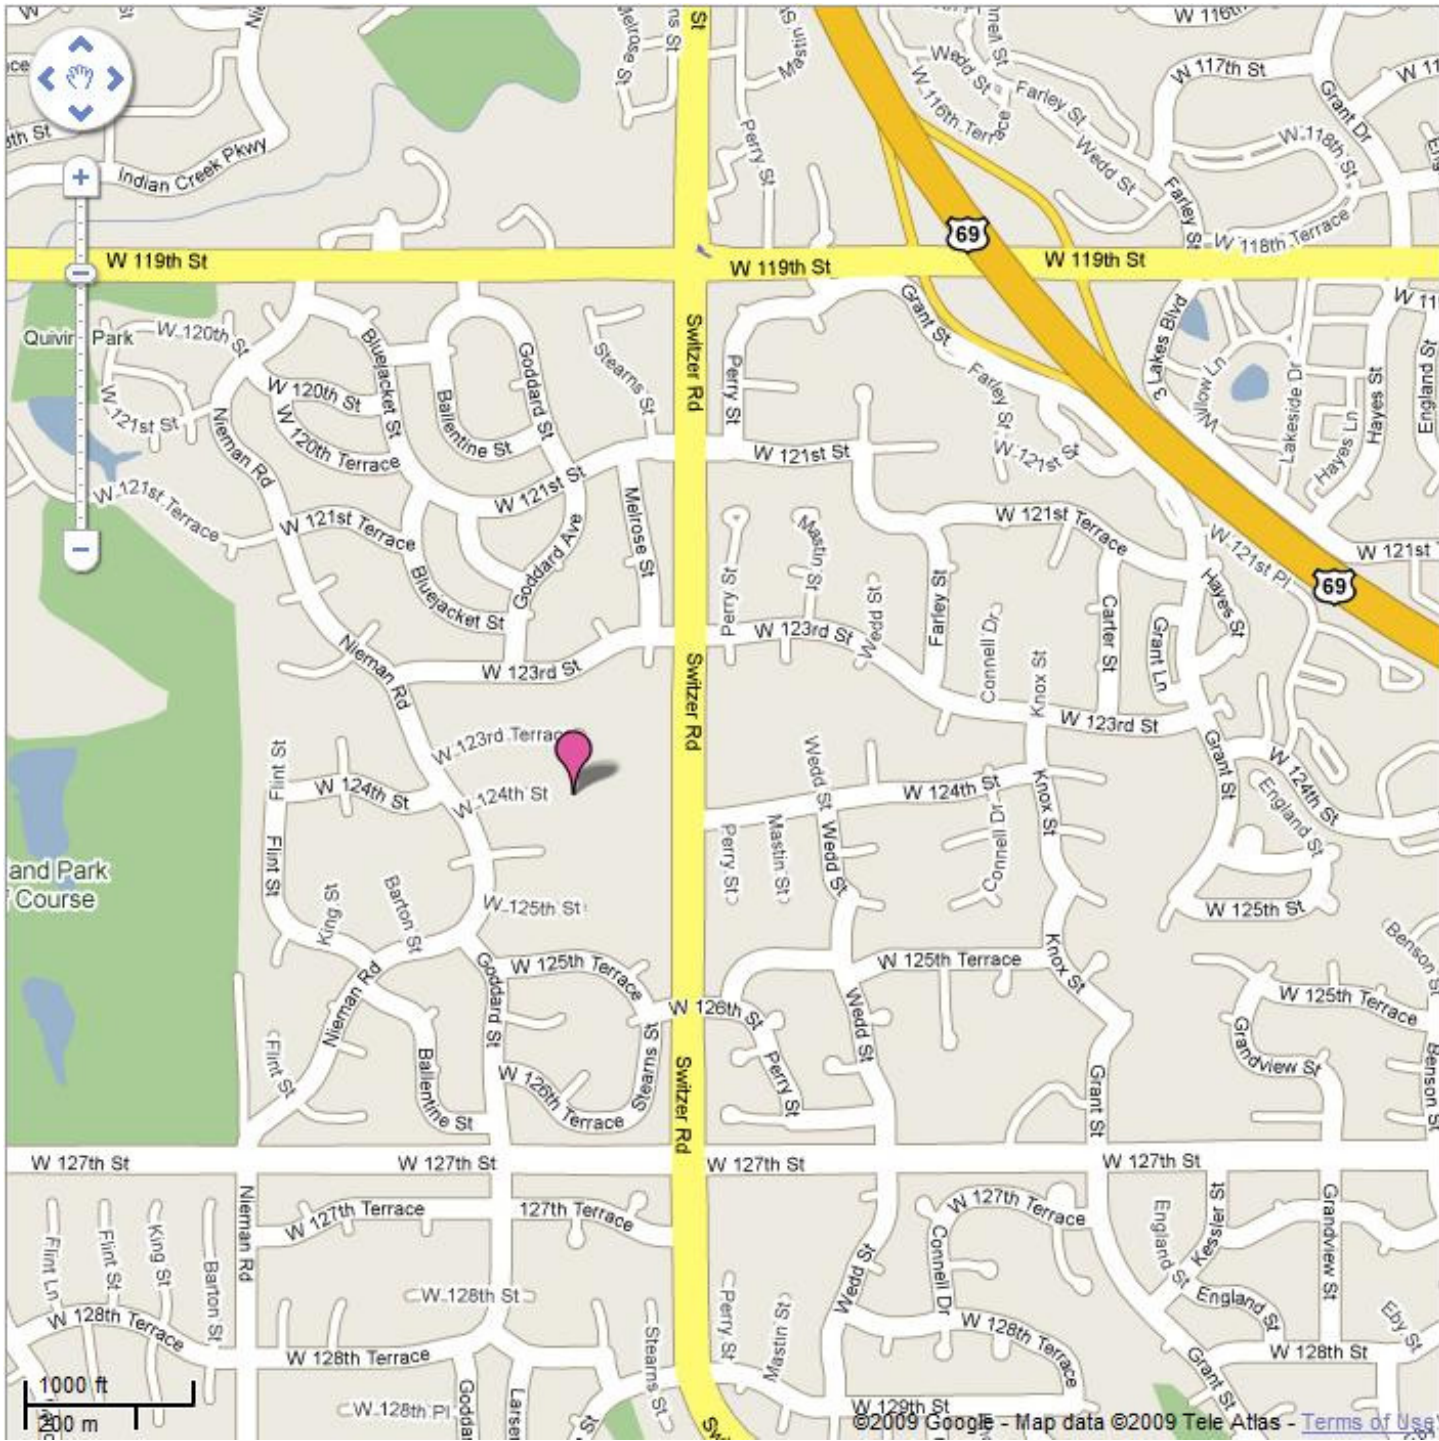 St
W 116th
W 117th St
Wedd St
Farley St
W 116th Terrace
Grant Dr
W 118th St
Perry St
Wedd St
Indian Creek Pkwy
Farley St
W 118th Terrace
69
W 119th St
W 119th St
W 119th St
3 Lakes Blvd
Grant St
W 120th St
Bluejacket St
Goddard St
Stearns St
Switzer Rd
Perry St
Farley St
Willow Ln
Lakeside Dr
Hayes St
England St
W 120th St
W 121st St
Nieman Rd
Ballentine St
W 120th Terrace
W 121st St
W 121st St
Hayes Ln
W 121st St
W 121st Terrace
W 121st Terrace
Melrose St
Mastin St
W 121st Terrace
W 121st Pl
W 121st
69
Goddard Ave
Bluejacket St
Perry St
Wedd St
Farley St
Carter St
Hayes St
Connell Dr
Grant Ln
Nieman Rd
W 123rd St
W 123rd St
Switzer Rd
Knox St
W 123rd St
W 123rd Terrace
Flint St
W 124th St
W 124th St
Wedd St
W 124th St
Knox St
Grant St
W 124th St
England St
and Park
Course
Flint St
King St
Barton St
W 125th St
Perry St
Mastin St
Wedd St
Connell Dr
W 125th St
Benson St
Goddard St
W 125th Terrace
W 125th Terrace
Knox St
W 125th Terrace
Nieman Rd
W 126th St
Wedd St
Grandview St
Flint St
Ballentine St
W 126th Terrace
Stearns St
Switzer Rd
Perry St
Grant St
Benson St
W 127th St
W 127th St
W 127th St
W 127th St
Nieman Rd
W 127th Terrace
127th Terrace
W 127th Terrace
England St
Kessler St
Grandview St
Flint Ln
Flint St
King St
Barton St
W 128th St
Perry St
Mastin St
Wedd St
Connell Dr
England St
Eby St
W 128th Terrace
W 128th Terrace
Stearns St
W 128th Terrace
W 128th St
Grant St
1000 ft
200 m
W 128th Pl
W 129th St
©2009 Google - Map data ©2009 Tele Atlas - Terms of Use